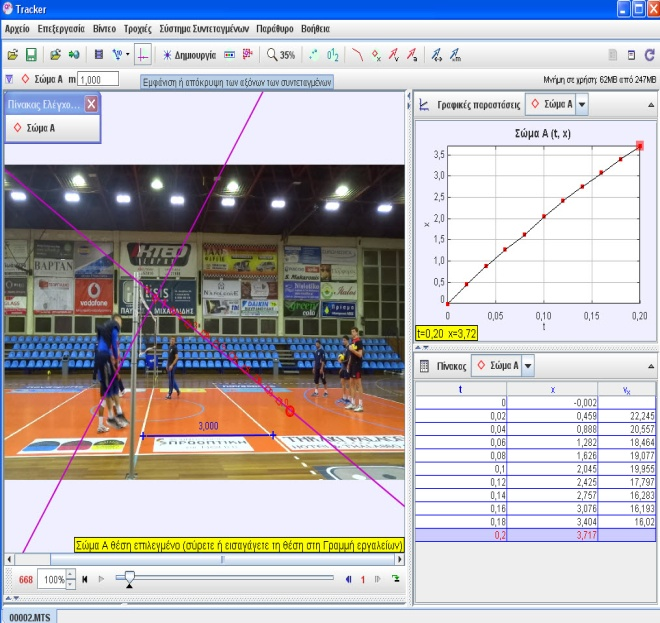 Tracker
Αρχείο Επεξεργασία Βίντεο Τροχιές Σύστημα Συντεταγμένων Παράθυρο Βοήθεια
Δημιουργία 35%
Σώμα Α m 1,000
Εμφάνιση ή απόκρυψη των αξόνων των συντεταγμένων
Μνήμη σε χρήση: 62MB από 247MB
Πίνακας Ελέγχο...
Σώμα Α
ΒΑΡΤΑΝ
vodafone
ΚΤΕΟ
isis
ΜΙΧΑΗΛΙΔΗΣ
DAIKIN
3,000
Σώμα Α θέση επιλεγμένο (σύρετε ή εισαγάγετε τη θέση στη Γραμμή εργαλείων)
668 100% 1
00002.MTS
Γραφικές παραστάσεις Σώμα Α
Σώμα Α (t, x)
3,5
3,0
2,5
2,0
1,5
1,0
0,5
0,0
x
0 0,05 0,10 0,15 0,20
t
t=0,20 x=3,72
Πίνακας Σώμα Α
t x vx
0 -0,002
0,02 0,459 22,245
0,04 0,888 20,557
0,06 1,282 18,464
0,08 1,626 19,077
0,1 2,045 19,955
0,12 2,425 17,797
0,14 2,757 16,283
0,16 3,076 16,193
0,18 3,404 16,02
0,2 3,717